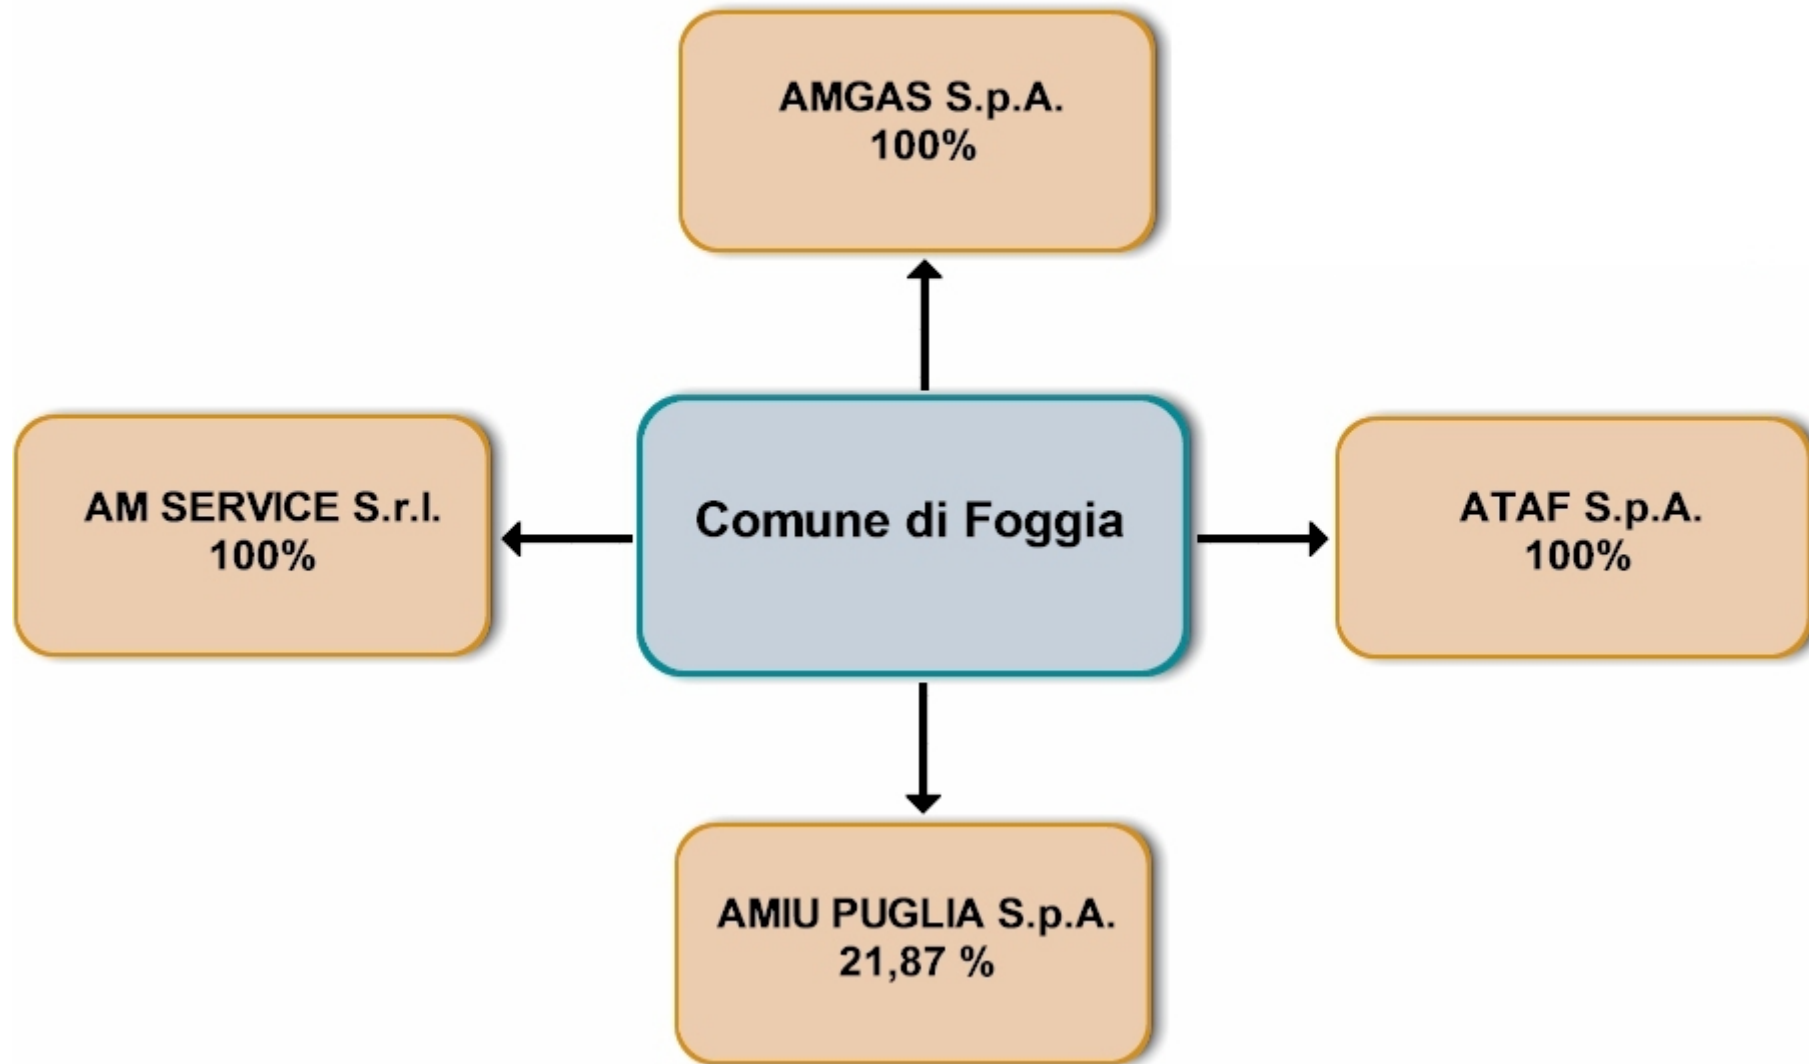 AMGAS S.p.A.
100%
AM SERVICE S.r.l.
100%
Comune di Foggia
ATAF S.p.A.
100%
AMIU PUGLIA S.p.A.
21,87 %